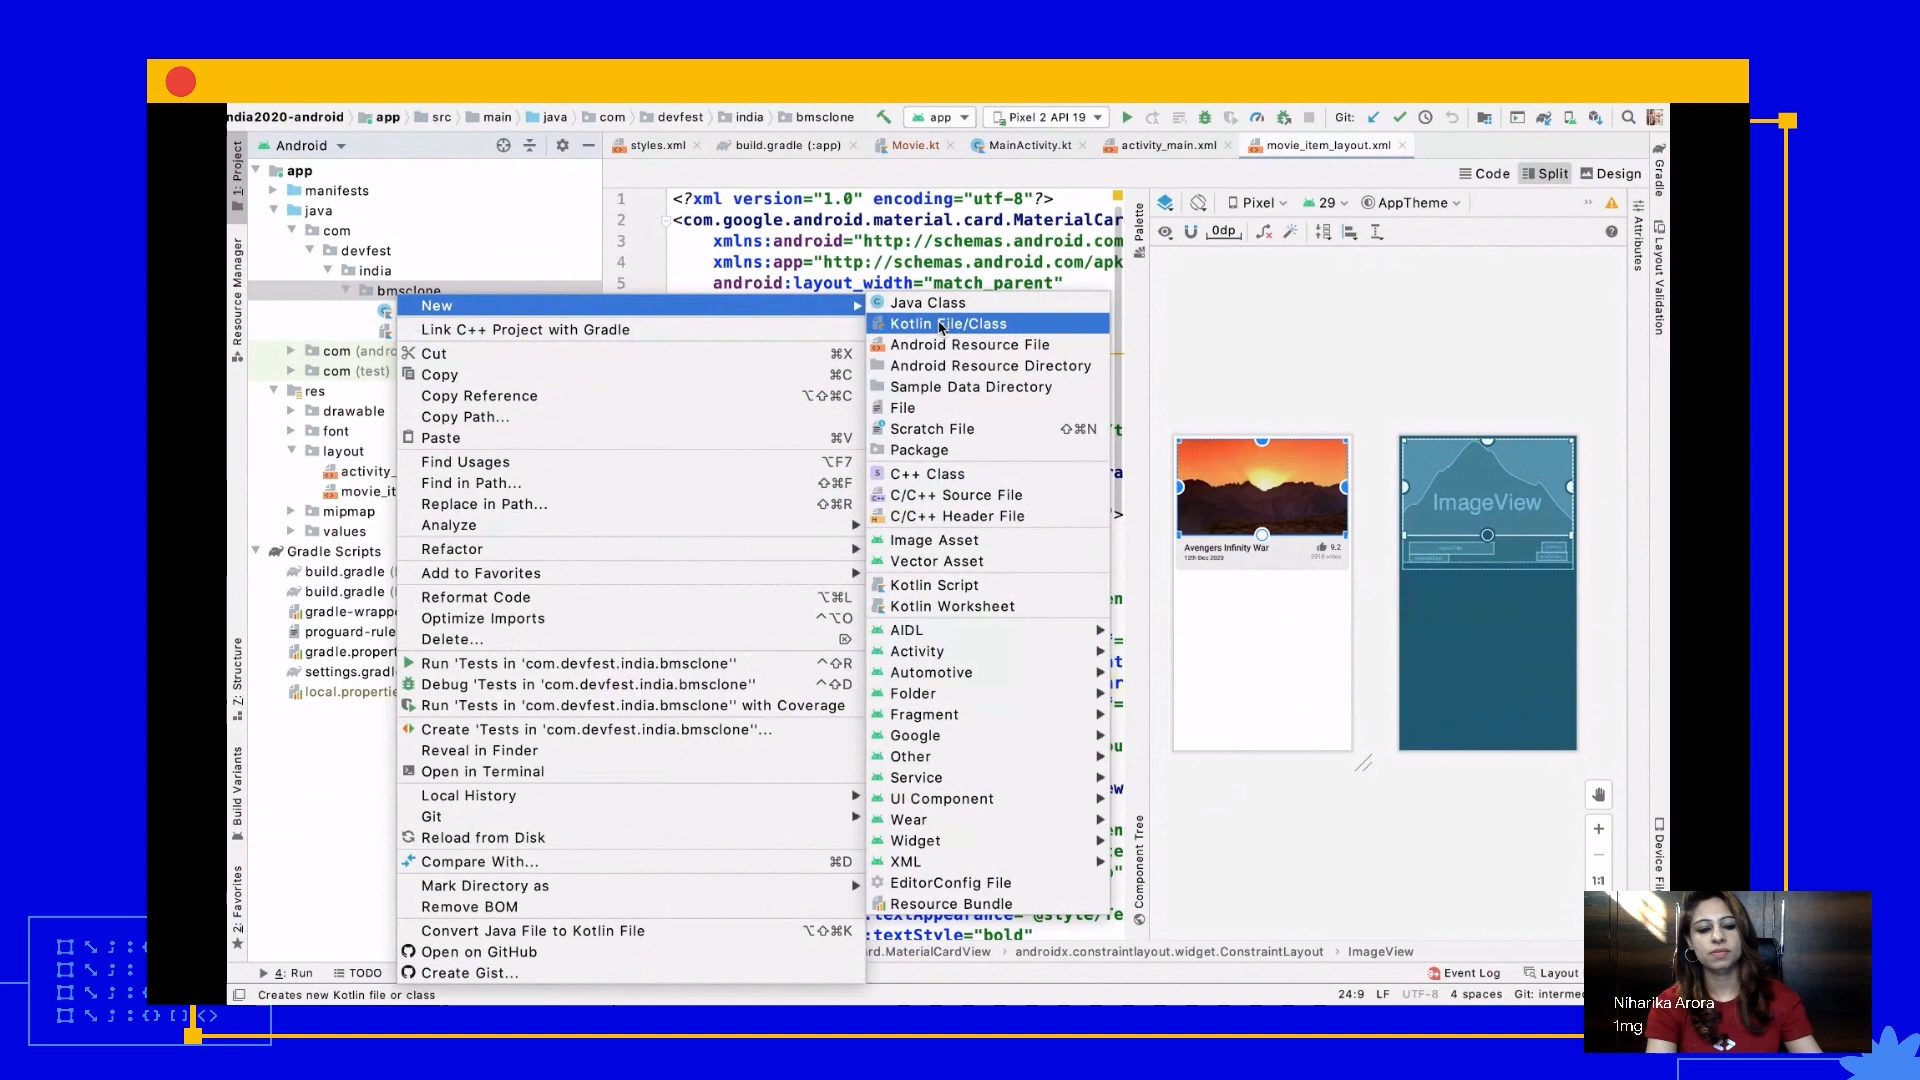 ndia2020-android
app
src
main
java
com
devfest
india
bmsclone
app
Pixel 2 API 19
Git:
1: Project
Resource Manager
Z: Structure
Build Variants
2: Favorites
Android
app
manifests
java
com
devfest
india
bmsclone
com (andro
com (test)
res
drawable
font
layout
activity_
movie_it
mipmap
values
Gradle Scripts
build.gradle (
build.gradle (
gradle-wrappe
proguard-rule
gradle.propert
settings.gradl
local.propertie
styles.xml
build.gradle (:app)
Movie.kt
MainActivity.kt
activity_main.xml
movie_item_layout.xml
Code
Split
Design
1 <?xml version="1.0" encoding="utf-8"?>
2 <com.google.android.material.card.MaterialCar
3 xmlns:android="http://schemas.android.com
4 xmlns:app="http://schemas.android.com/apk
5 android:layout_width="match_parent"
New
Link C++ Project with Gradle
Cut ⌘X
Copy ⌘C
Copy Reference ⌥⇧⌘C
Copy Path...
Paste ⌘V
Find Usages ⌥F7
Find in Path... ⇧⌘F
Replace in Path... ⇧⌘R
Analyze
Refactor
Add to Favorites
Reformat Code ⌥⌘L
Optimize Imports ^⌥O
Delete... ⌦
Run 'Tests in 'com.devfest.india.bmsclone'' ^⇧R
Debug 'Tests in 'com.devfest.india.bmsclone'' ^⇧D
Run 'Tests in 'com.devfest.india.bmsclone'' with Coverage
Create 'Tests in 'com.devfest.india.bmsclone''...
Reveal in Finder
Open in Terminal
Local History
Git
Reload from Disk
Compare With... ⌘D
Mark Directory as
Remove BOM
Convert Java File to Kotlin File ⌥⇧⌘K
Open on GitHub
Create Gist...
Java Class
Kotlin File/Class
Android Resource File
Android Resource Directory
Sample Data Directory
File
Scratch File ⇧⌘N
Package
C++ Class
C/C++ Source File
C/C++ Header File
Image Asset
Vector Asset
Kotlin Script
Kotlin Worksheet
AIDL
Activity
Automotive
Folder
Fragment
Google
Other
Service
UI Component
Wear
Widget
XML
EditorConfig File
Resource Bundle
:textAppearance="@style/Te
:textStyle="bold"
rd.MaterialCardView
androidx.constraintlayout.widget.ConstraintLayout
ImageView
Palette
Component Tree
Pixel
29
AppTheme
0dp
Avengers Infinity War
9.2
12th Dec 2020
ImageView
1:1
Gradle
Layout Validation
Attributes
Device Fil
4: Run
TODO
Event Log
Layout
Creates new Kotlin file or class
24:9 LF UTF-8 4 spaces Git: interme
Niharika Arora
1mg